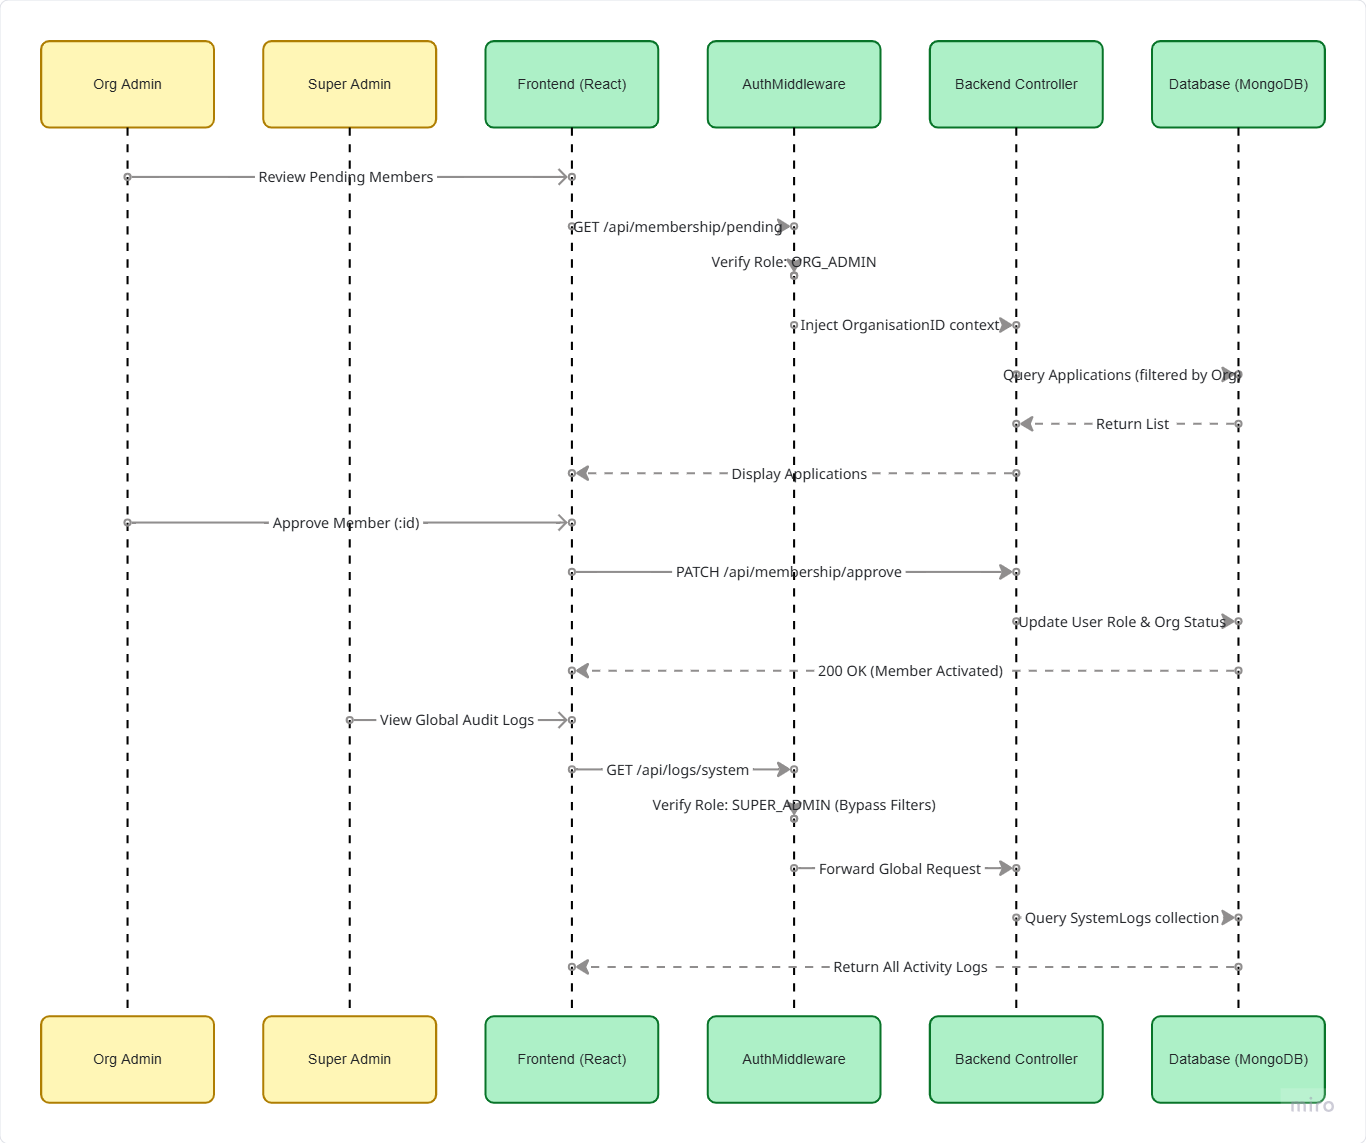 Org Admin
Super Admin
Frontend (React)
AuthMiddleware
Backend Controller
Database (MongoDB)
Review Pending Members
GET /api/membership/pending
Verify Role: ORG_ADMIN
Inject OrganisationID context
Query Applications (filtered by Org)
Return List
Display Applications
Approve Member (:id)
PATCH /api/membership/approve
Update User Role & Org Status
200 OK (Member Activated)
View Global Audit Logs
GET /api/logs/system
Verify Role: SUPER_ADMIN (Bypass Filters)
Forward Global Request
Query SystemLogs collection
Return All Activity Logs
Org Admin
Super Admin
Frontend (React)
AuthMiddleware
Backend Controller
Database (MongoDB)
miro